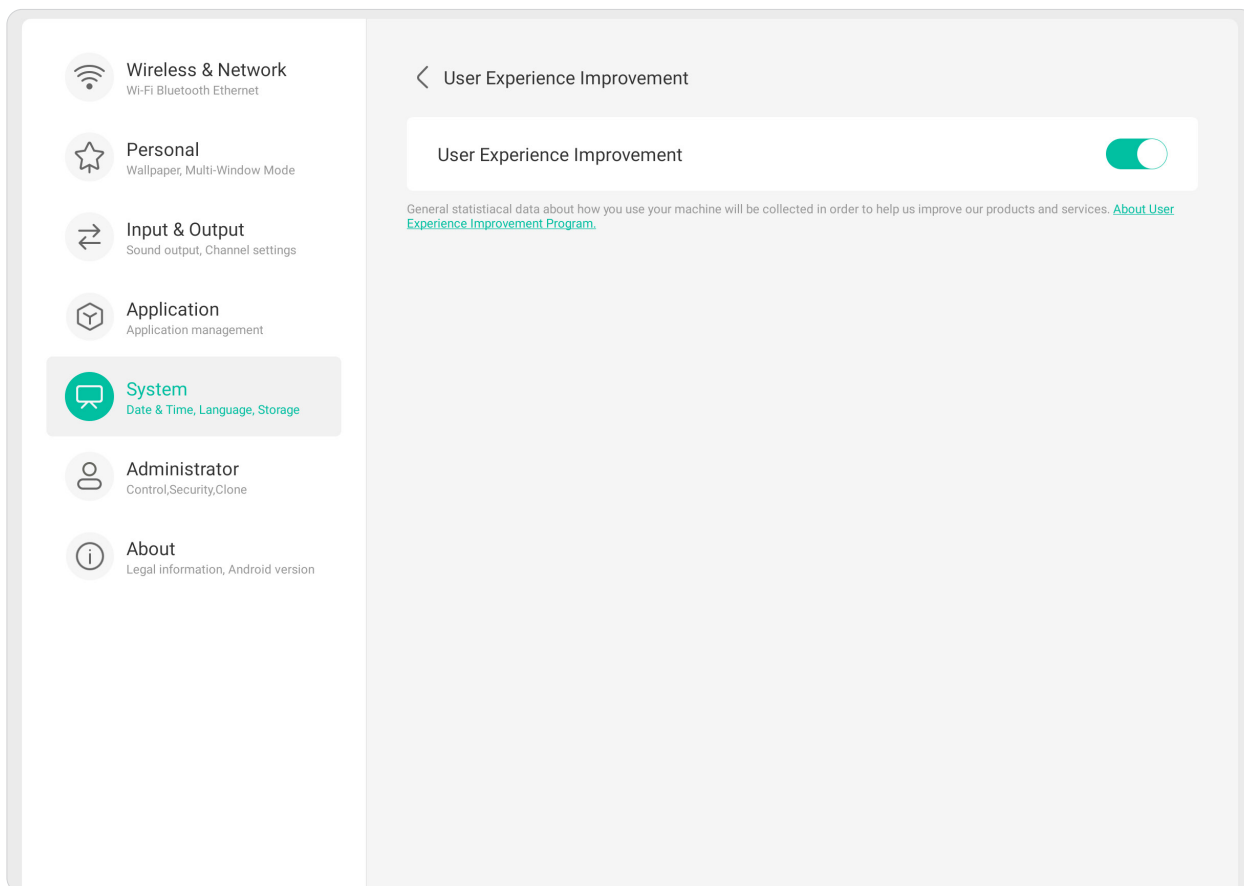 Wireless & Network
Wi-Fi Bluetooth Ethernet
Personal
Wallpaper, Multi-Window Mode
Input & Output
Sound output, Channel settings
Application
Application management
System
Date & Time, Language, Storage
Administrator
Control,Security,Clone
About
Legal information, Android version
User Experience Improvement
User Experience Improvement
General statistiacal data about how you use your machine will be collected in order to help us improve our products and services. About User
Experience Improvement Program.